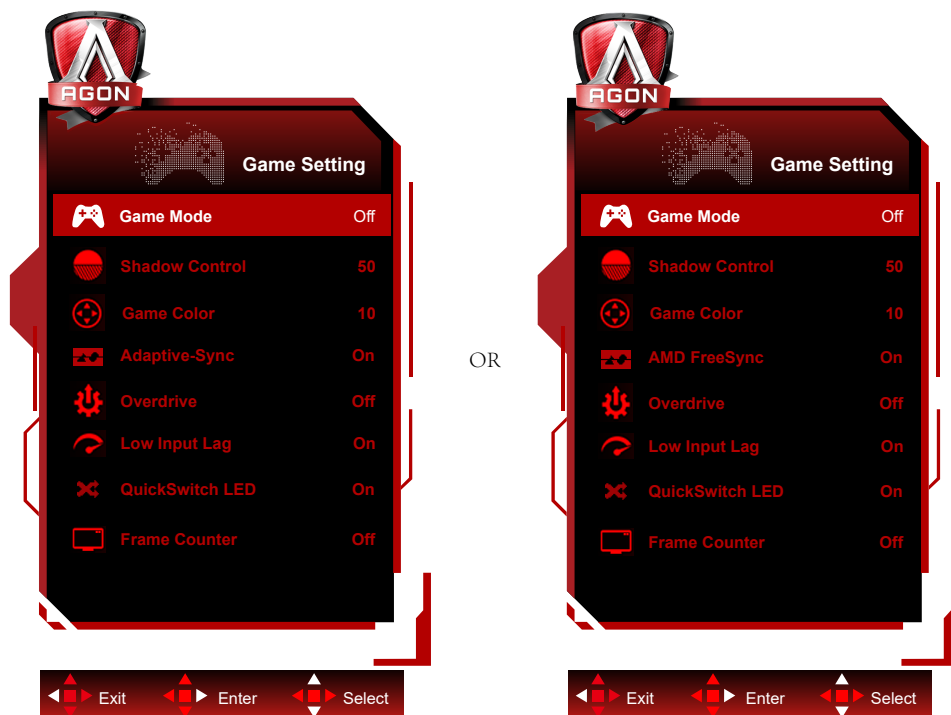 AGON
Game Setting
Game Mode Off
Shadow Control 50
Game Color 10
Adaptive-Sync On
Overdrive Off
Low Input Lag On
QuickSwitch LED On
Frame Counter Off
Exit Enter Select
OR
AGON
Game Setting
Game Mode Off
Shadow Control 50
Game Color 10
AMD FreeSync On
Overdrive Off
Low Input Lag On
QuickSwitch LED On
Frame Counter Off
Exit Enter Select